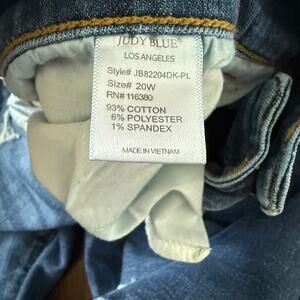 JUDY BLUE
LOS ANGELES
Style# JB82204DK-PL
Size# 20W
RN# 116380
93% COTTON
6% POLYESTER
1% SPANDEX
MADE IN VIETNAM